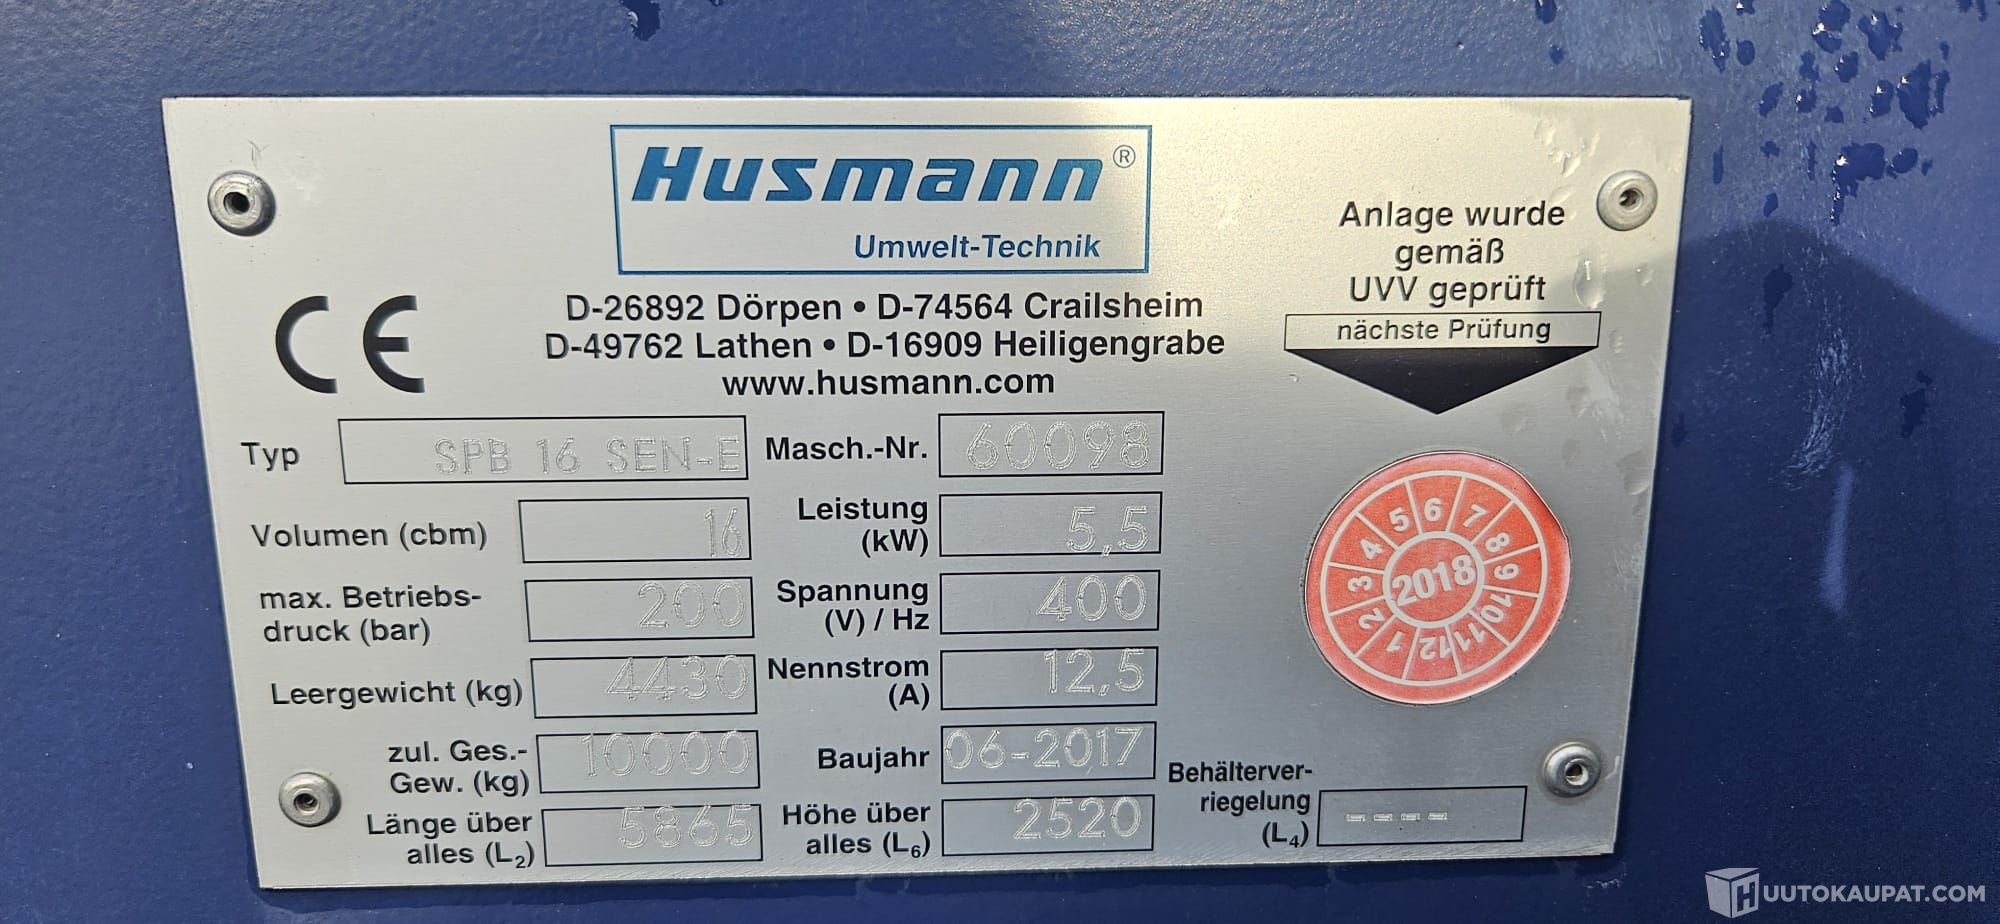 Husmann®
Umwelt-Technik
D-26892 Dörpen • D-74564 Crailsheim
D-49762 Lathen • D-16909 Heiligengrabe
www.husmann.com
CE
Anlage wurde
gemäß
UVV geprüft
nächste Prüfung
Typ SPB 16 SEN-E
Masch.-Nr. 60098
Volumen (cbm) 16
Leistung
(kW) 5,5
max. Betriebs-
druck (bar) 200
Spannung
(V) / Hz 400
Leergewicht (kg) 4430
Nennstrom
(A) 12,5
zul. Ges.-
Gew. (kg) 10000
Baujahr 06-2017
Länge über
alles (L2) 5865
Höhe über
alles (L6) 2520
Behälterver-
riegelung
(L4) ----
2018
1 2 3 4 5 6 7 8 9 10 11 12
HUUTOKAUPAT.COM